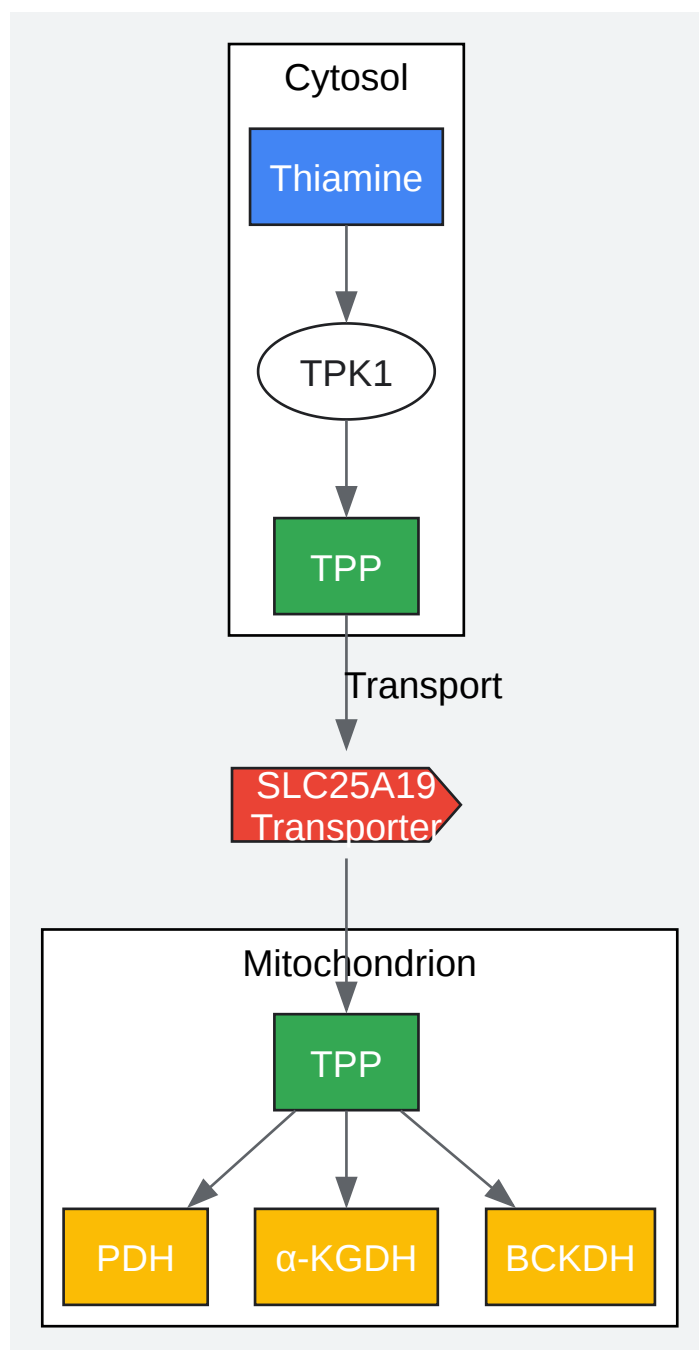 Cytosol
Thiamine
TPK1
TPP
Transport
SLC25A19
Transporter
Mitochondrion
TPP
PDH
α-KGDH
BCKDH